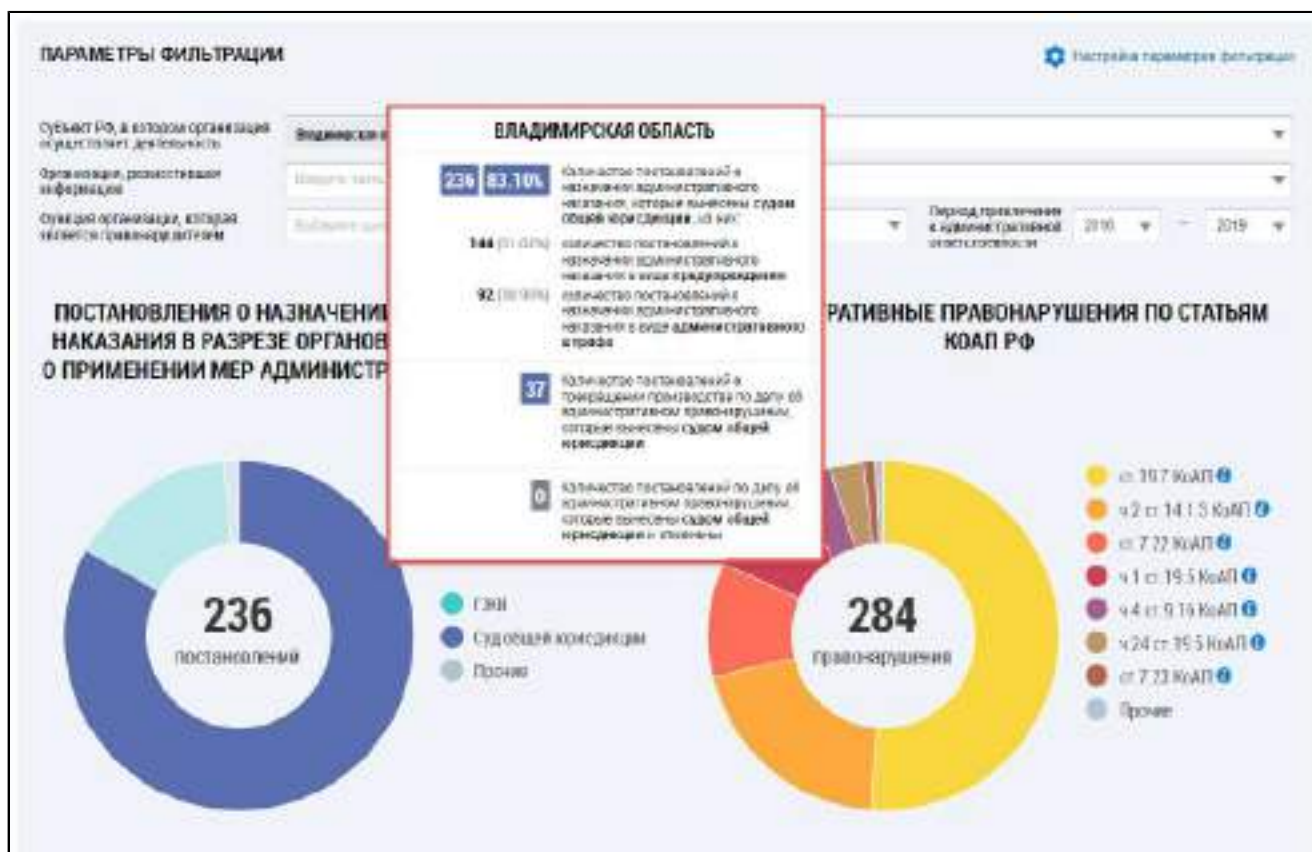 ПАРАМЕТРЫ ФИЛЬТРАЦИИ
Настройка параметров фильтрации
Субъект РФ, в котором организация
осуществляет деятельность
Организации, разместившая
информацию
Функция организации, которая
является правонарушителем
Период привлечения
к административной
ответственности
2016
—
2019
ВЛАДИМИРСКАЯ ОБЛАСТЬ
236 83.10%
Количество постановлений о
назначении административного
наказания, которые вынесены судом
общей юрисдикции, из них:
144
количество постановлений о
назначении административного
наказания в виде предупреждения
92
количество постановлений о
назначении административного
наказания в виде административного
штрафа
37
Количество постановлений о
прекращении производства по делу об
административном правонарушении,
которые вынесены судом общей
юрисдикции
0
Количество постановлений по делу об
административном правонарушении,
которые вынесены судом общей
юрисдикции и отменены
ПОСТАНОВЛЕНИЯ О НАЗНАЧЕНИ
НАКАЗАНИЯ В РАЗРЕЗЕ ОРГАНОВ
О ПРИМЕНЕНИИ МЕР АДМИНИСТР
236
постановлений
ГЖИ
Суд общей юрисдикции
Прочие
РАТИВНЫЕ ПРАВОНАРУШЕНИЯ ПО СТАТЬЯМ
КОАП РФ
284
правонарушения
ст. 19.7 КоАП
ч.2 ст. 14.1.3 КоАП
ст. 7.22 КоАП
ч.1 ст. 19.5 КоАП
ч.4 ст. 9.16 КоАП
ч.24 ст. 19.5 КоАП
ст. 7.23 КоАП
Прочие